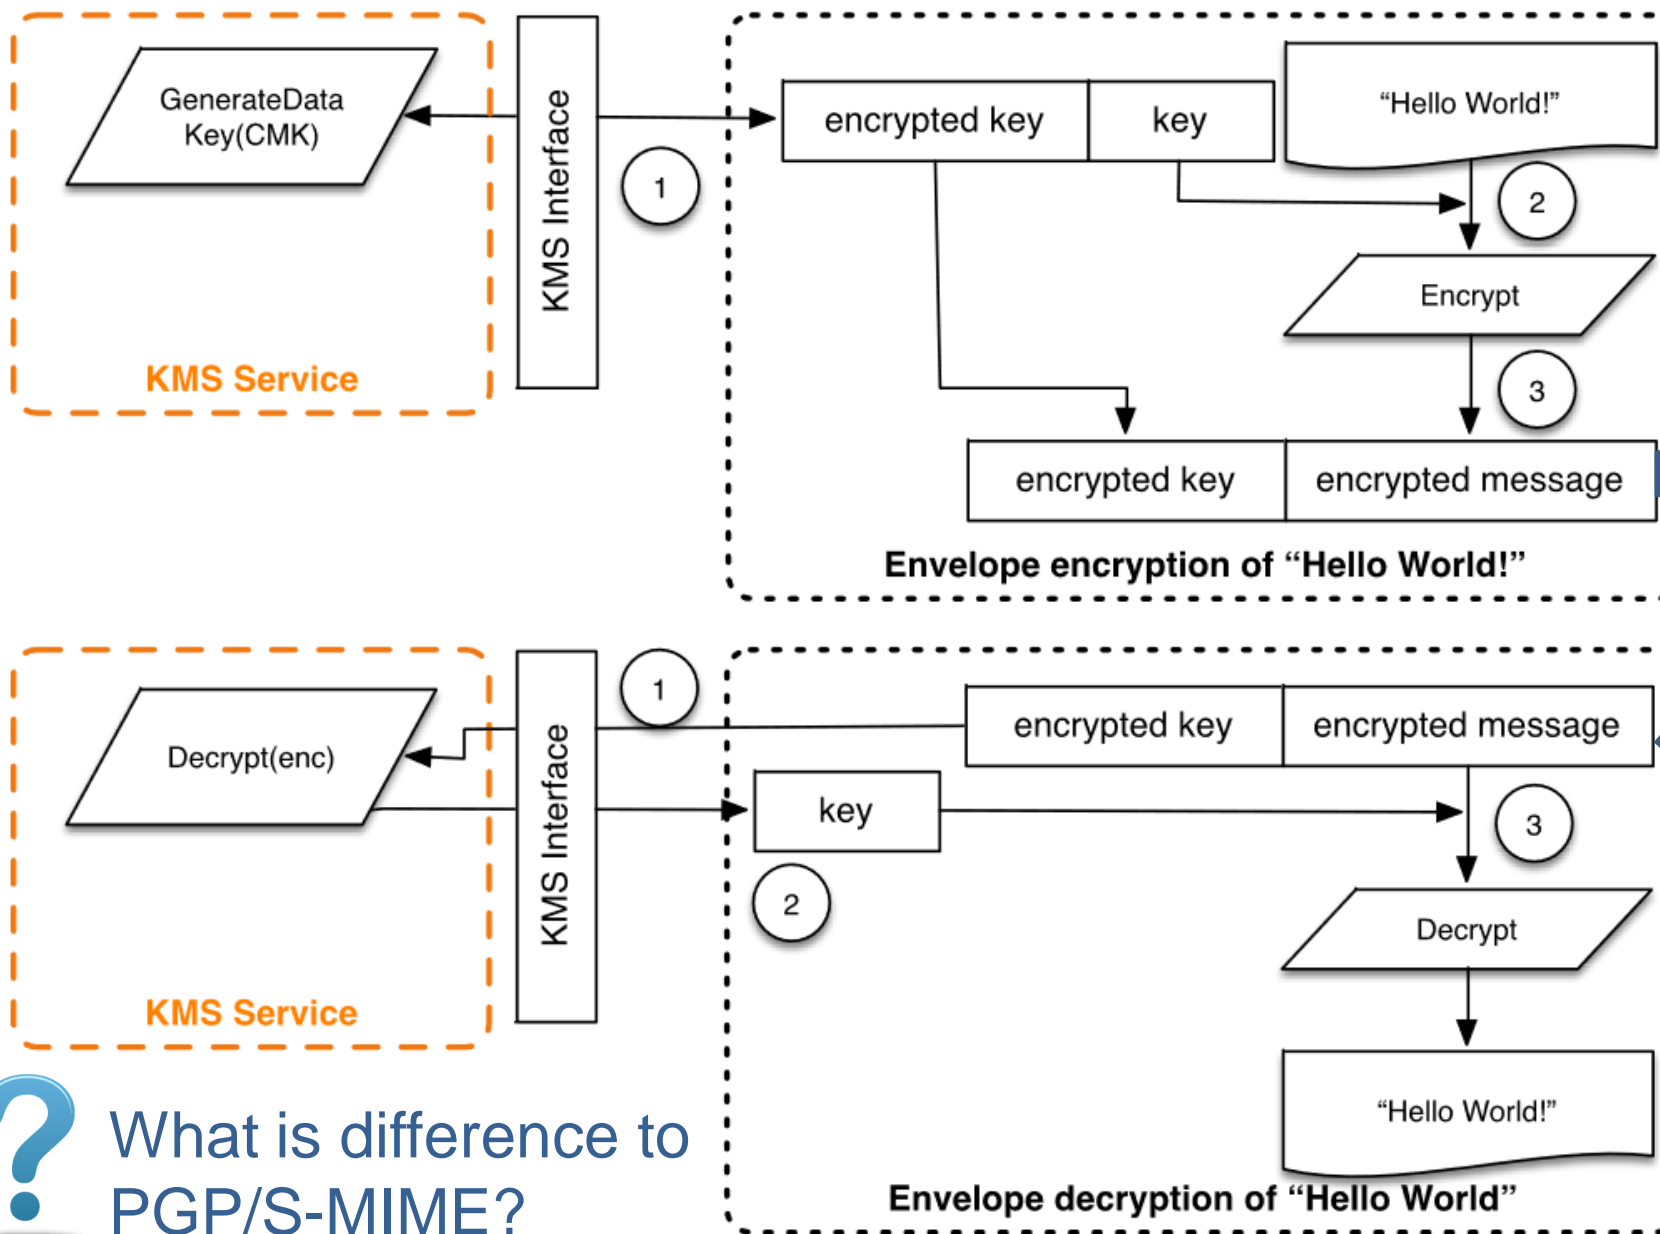 GenerateData
Key(CMK)
KMS Service
KMS Interface
1
encrypted key
key
“Hello World!”
2
Encrypt
3
encrypted key
encrypted message
Envelope encryption of “Hello World!”
Decrypt(enc)
KMS Service
KMS Interface
1
encrypted key
encrypted message
key
2
3
Decrypt
“Hello World!”
Envelope decryption of “Hello World”
?
What is difference to
PGP/S-MIME?